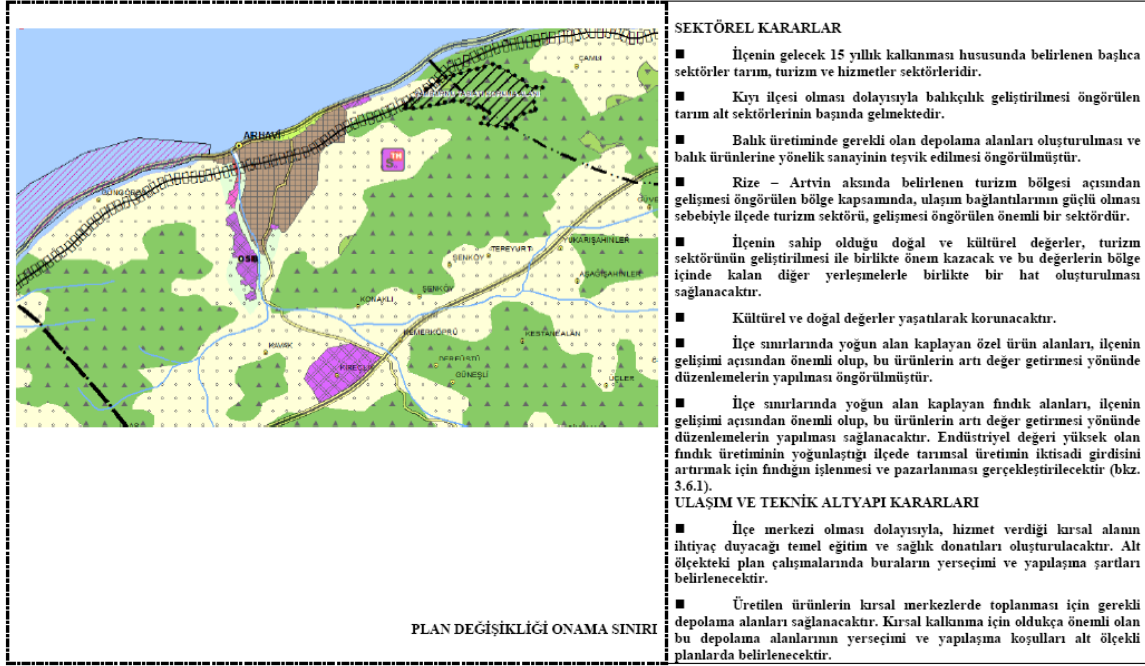 ÇAMLI
ARHAVİ
TM
GÜNGÖR
OSB
GÜVE
YUKARIŞAHİNLER
TEPEYURT
ŞENKÖY
AŞAĞIŞAHİNLER
ŞENKÖY
KONAKLI
KEMERKÖPRÜ
KESTANEALAN
KAVAK
DEREÜSTÜ
KİREÇLİK
GÜNEŞLİ
ÜÇLER
PLAN DEĞİŞİKLİĞİ ONAMA SINIRI
SEKTÖREL KARARLAR
■ İlçenin gelecek 15 yıllık kalkınması hususunda belirlenen başlıca
sektörler tarım, turizm ve hizmetler sektörleridir.
■ Kıyı ilçesi olması dolayısıyla balıkçılık geliştirilmesi öngörülen
tarım alt sektörlerinin başında gelmektedir.
■ Balık üretiminde gerekli olan depolama alanları oluşturulması ve
balık ürünlerine yönelik sanayinin teşvik edilmesi öngörülmüştür.
■ Rize – Artvin aksında belirlenen turizm bölgesi açısından
gelişmesi öngörülen bölge kapsamında, ulaşım bağlantılarının güçlü olması
sebebiyle ilçede turizm sektörü, gelişmesi öngörülen önemli bir sektördür.
■ İlçenin sahip olduğu doğal ve kültürel değerler, turizm
sektörünün geliştirilmesi ile birlikte önem kazacak ve bu değerlerin bölge
içinde kalan diğer yerleşmelerle birlikte bir hat oluşturulması
sağlanacaktır.
■ Kültürel ve doğal değerler yaşatılarak korunacaktır.
■ İlçe sınırlarında yoğun alan kaplayan özel ürün alanları, ilçenin
gelişimi açısından önemli olup, bu ürünlerin artı değer getirmesi yönünde
düzenlemelerin yapılması öngörülmüştür.
■ İlçe sınırlarında yoğun alan kaplayan fındık alanları, ilçenin
gelişimi açısından önemli olup, bu ürünlerin artı değer getirmesi yönünde
düzenlemelerin yapılması sağlanacaktır. Endüstriyel değeri yüksek olan
fındık üretiminin yoğunlaştığı ilçede tarımsal üretimin iktisadi girdisini
artırmak için fındığın işlenmesi ve pazarlanması gerçekleştirilecektir (bkz.
3.6.1).
ULAŞIM VE TEKNİK ALTYAPI KARARLARI
■ İlçe merkezi olması dolayısıyla, hizmet verdiği kırsal alanın
ihtiyaç duyacağı temel eğitim ve sağlık donatıları oluşturulacaktır. Alt
ölçekteki plan çalışmalarında buraların yerseçimi ve yapılaşma şartları
belirlenecektir.
■ Üretilen ürünlerin kırsal merkezlerde toplanması için gerekli
depolama alanları sağlanacaktır. Kırsal kalkınma için oldukça önemli olan
bu depolama alanlarının yerseçimi ve yapılaşma koşulları alt ölçekli
planlarda belirlenecektir.